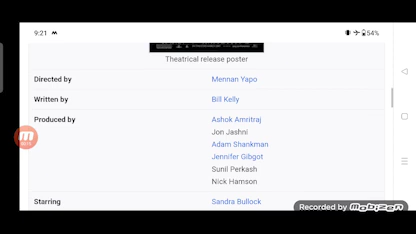 9:21 54%
Theatrical release poster
Directed by Mennan Yapo
Written by Bill Kelly
Produced by Ashok Amritraj
Jon Jashni
Adam Shankman
Jennifer Gibgot
Sunil Perkash
Nick Hamson
Starring Sandra Bullock
Recorded by Mobizen